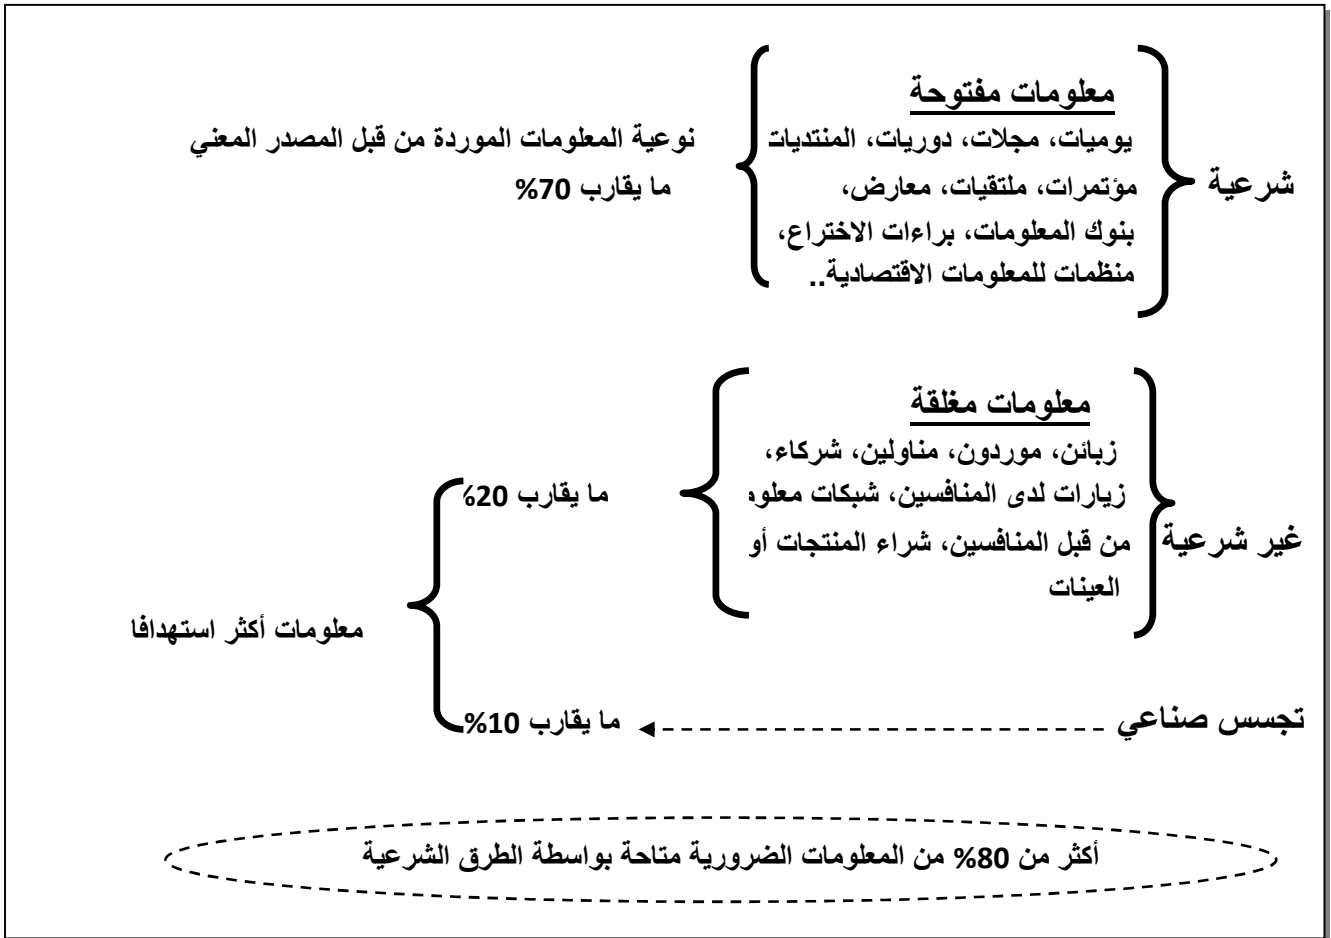 معلومات مفتوحة
شرعية
يوميات، مجلات، دوريات، المنتديات
مؤتمرات، ملتقيات، معارض،
بنوك المعلومات، براءات الاختراع،
منظمات للمعلومات الاقتصادية..
نوعية المعلومات الموردة من قبل المصدر المعني
ما يقارب 70%
معلومات مغلقة
غير شرعية
زبائن، موردون، مناولين، شركاء،
زيارات لدى المنافسين، شبكات معلوم
من قبل المنافسين، شراء المنتجات أو
العينات
ما يقارب 20%
معلومات أكثر استهدافا
تجسس صناعي
ما يقارب 10%
أكثر من 80% من المعلومات الضرورية متاحة بواسطة الطرق الشرعية